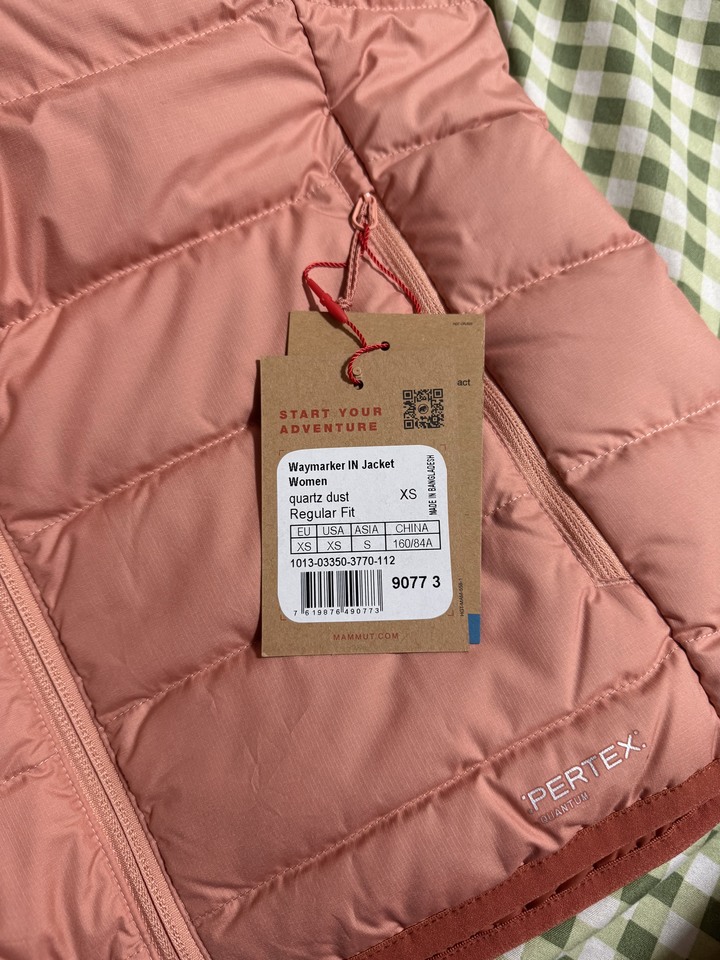 act
START YOUR
ADVENTURE
Waymarker IN Jacket
Women
quartz dust XS
Regular Fit
MADE IN BANGLADESH
EU USA ASIA CHINA
XS XS S 160/84A
1013-03350-3770-112
9077 3
7 619876 490773
MAMMUT.COM
PERTEX
QUANTUM